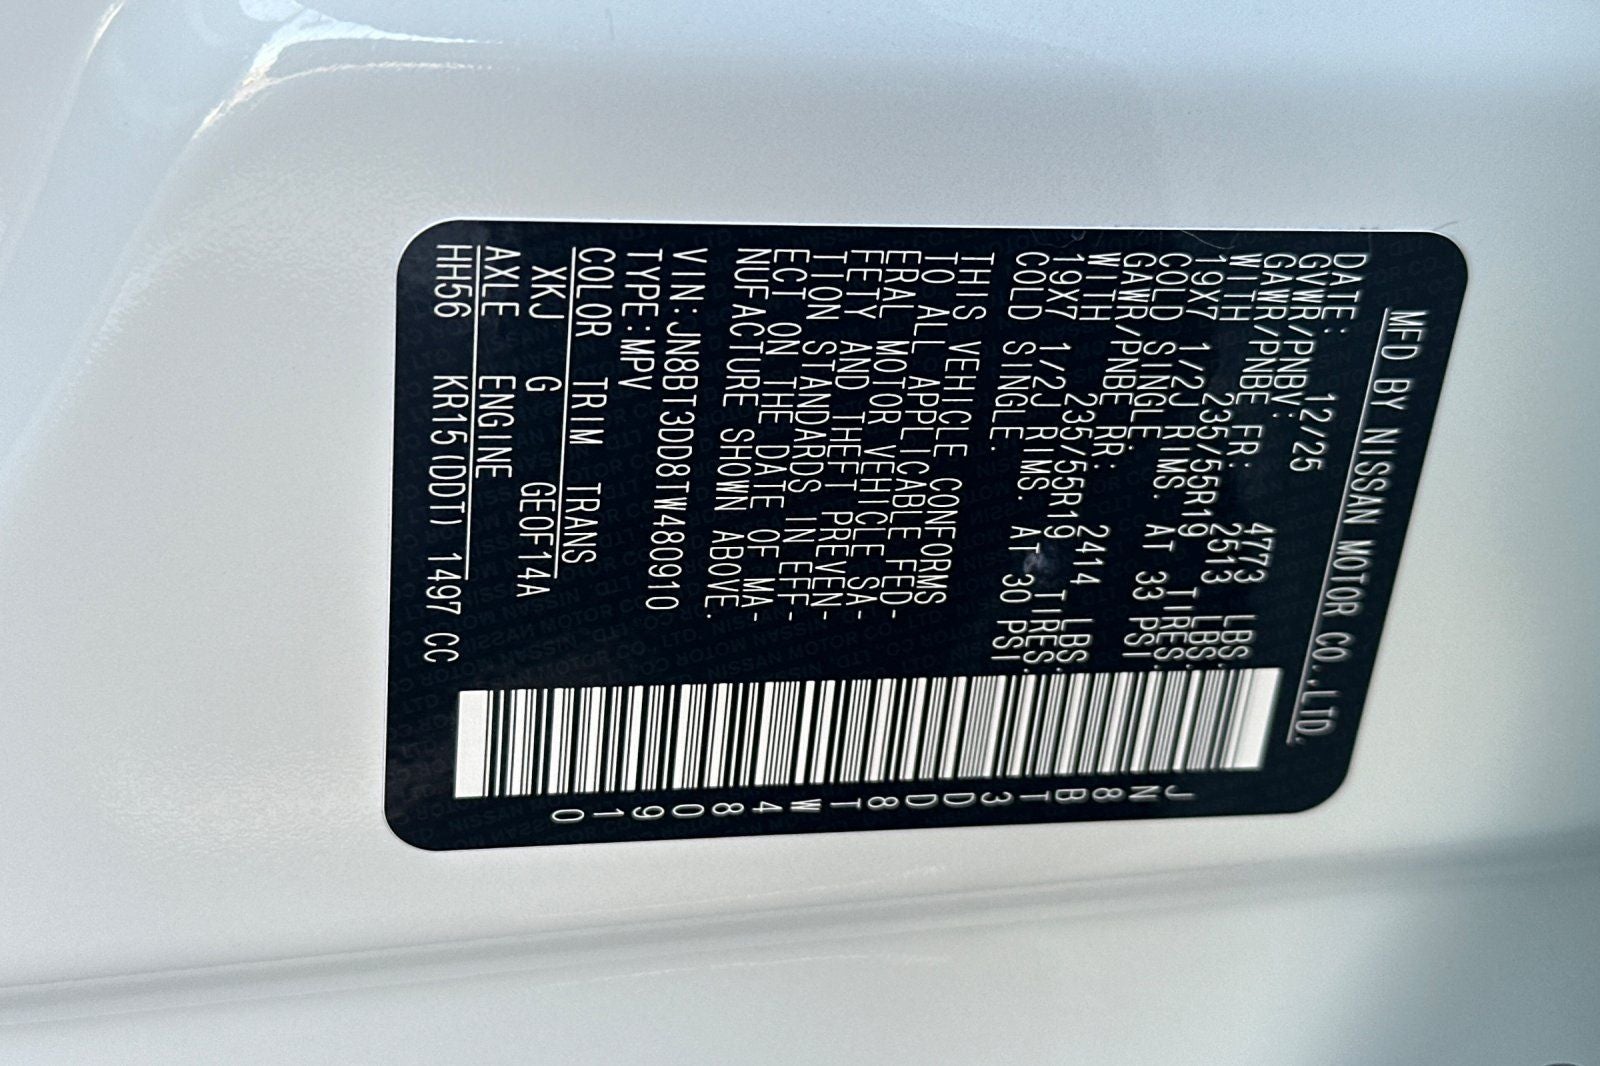 MFD BY NISSAN MOTOR CO.,LTD.
DATE: 12/25
GVWR/PNBV: 4773 LBS.
GAWR/PNBE FR: 2513 LBS.
WITH 235/55R19 TIRES.
19X7 1/2J RIMS. AT 33 PSI
COLD SINGLE.
GAWR/PNBE RR: 2414 LBS.
WITH 235/55R19 TIRES.
19X7 1/2J RIMS. AT 30 PSI
COLD SINGLE.
THIS VEHICLE CONFORMS
TO ALL APPLICABLE FED-
ERAL MOTOR VEHICLE SA-
FETY AND THEFT PREVEN-
TION STANDARDS IN EFF-
ECT ON THE DATE OF MA-
NUFACTURE SHOWN ABOVE.
VIN:JN8BT3DD8TW480910
TYPE:MPV
COLOR TRIM TRANS
XKJ G GE0F14A
AXLE ENGINE
HH56 KR15(DDT) 1497 CC
JN8BT3DD8TW480910